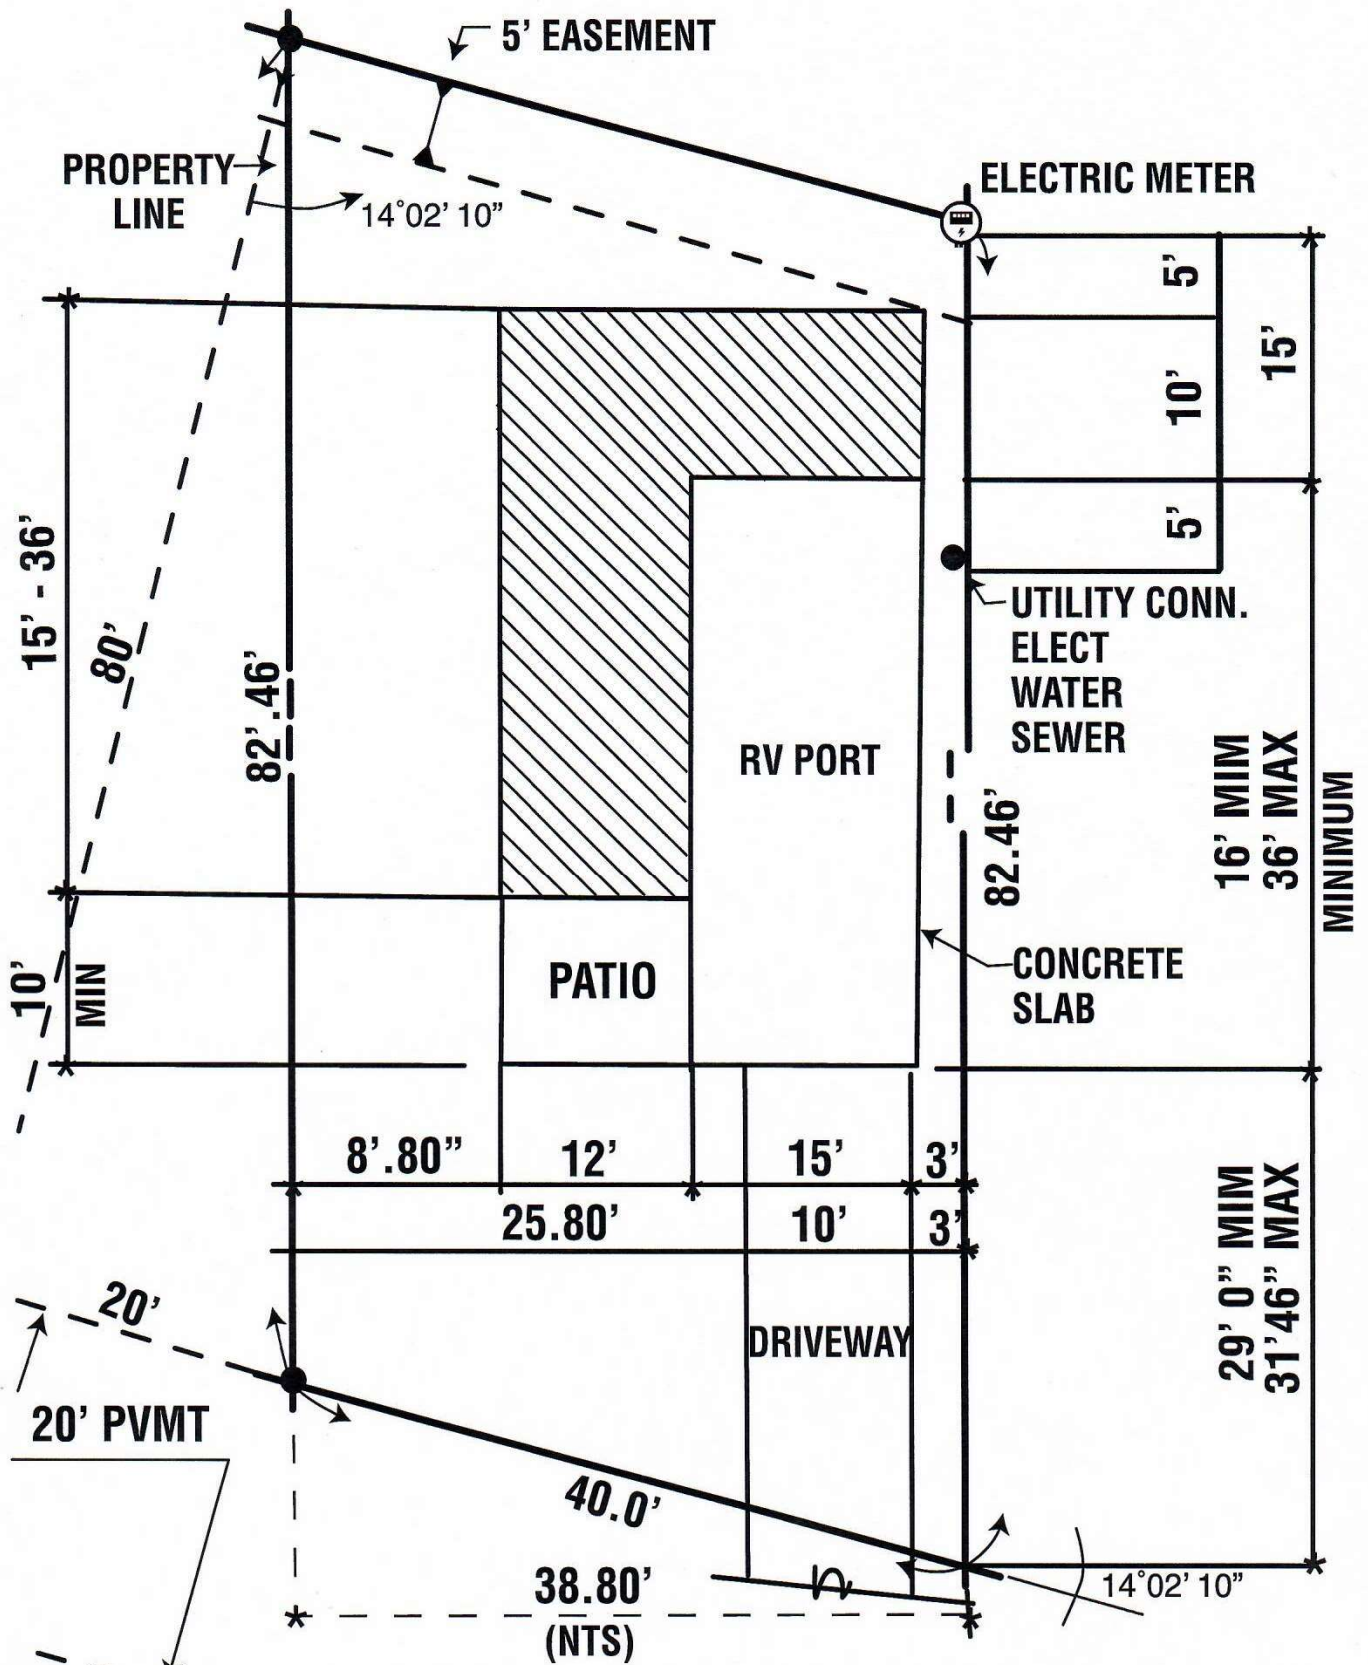 5' EASEMENT
PROPERTY
LINE
14°02' 10”
ELECTRIC METER
5'
10'
15'
5'
15' - 36'
80'
82'.46'
UTILITY CONN.
ELECT
WATER
SEWER
RV PORT
82.46'
16' MIM
36' MAX
MINIMUM
10'
MIN
PATIO
CONCRETE
SLAB
8'.80”
12'
15'
3'
25.80'
10'
3'
29' 0” MIM
31'46” MAX
20'
DRIVEWAY
20' PVMT
40.0'
38.80'
(NTS)
14°02' 10”